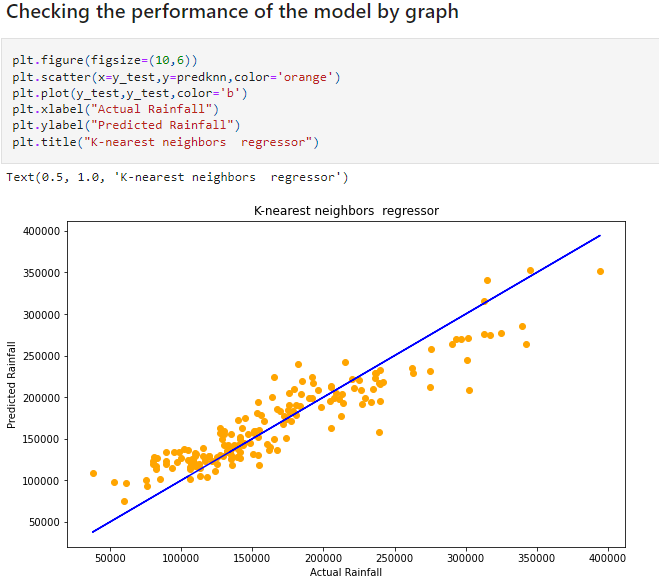 Checking the performance of the model by graph
plt.figure(figsize=(10,6))
plt.scatter(x=y_test,y=predknn,color='orange')
plt.plot(y_test,y_test,color='b')
plt.xlabel("Actual Rainfall")
plt.ylabel("Predicted Rainfall")
plt.title("K-nearest neighbors  regressor")
Text(0.5, 1.0, 'K-nearest neighbors  regressor')
K-nearest neighbors  regressor
400000
350000
300000
250000
200000
150000
100000
50000
Predicted Rainfall
50000 100000 150000 200000 250000 300000 350000 400000
Actual Rainfall